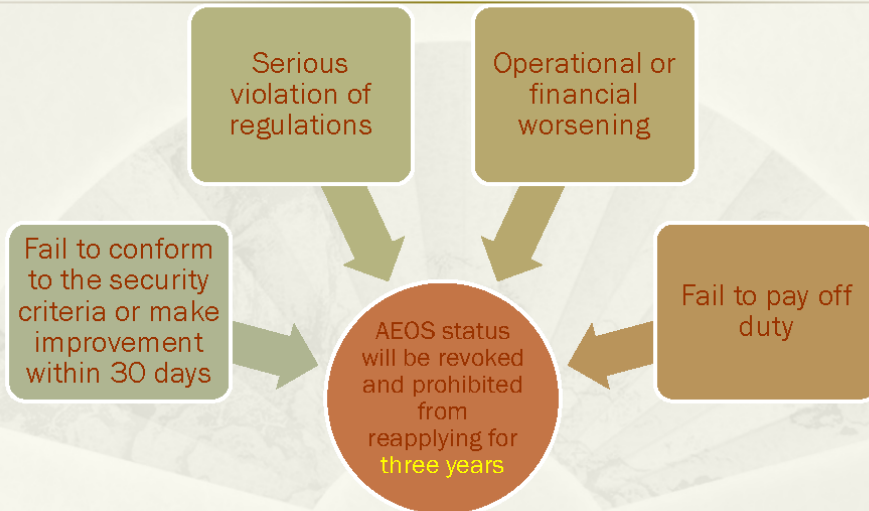 Serious
violation of
regulations
Operational or
financial
worsening
Fail to conform
to the security
criteria or make
improvement
within 30 days
Fail to pay off
duty
AEOS status
will be revoked
and prohibited
from
reapplying for
three years